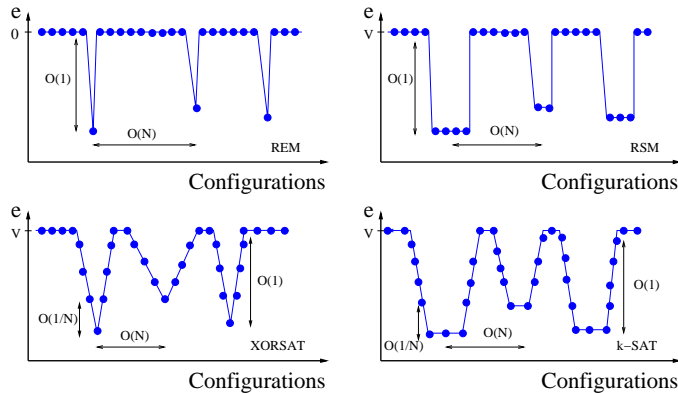 e
0
O(1)
O(N)
REM
Configurations
e
V
O(1)
O(N)
RSM
Configurations
e
V
O(1)
O(1/N)
O(N)
XORSAT
Configurations
e
V
O(1)
O(1/N)
O(N)
k-SAT
Configurations